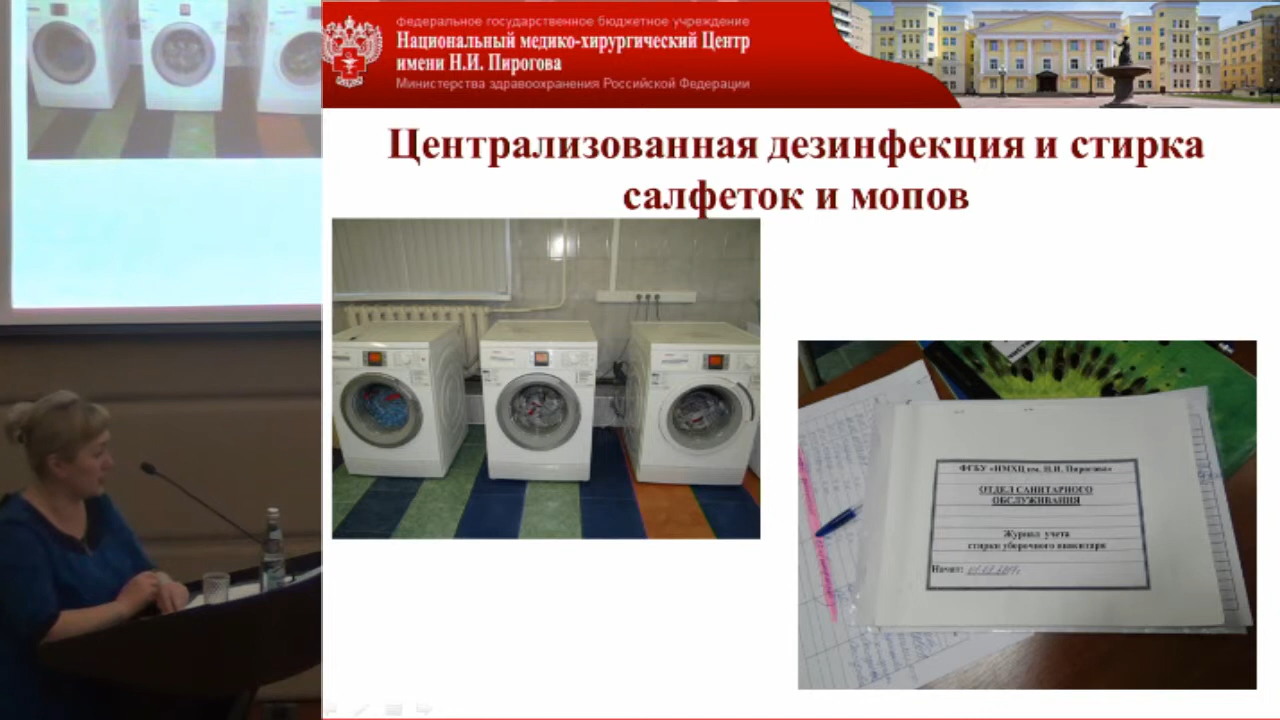 федеральное государственное бюджетное учреждение
Национальный медико-хирургический Центр
имени Н.И. Пирогова
Министерства здравоохранения Российской Федерации
Централизованная дезинфекция и стирка
салфеток и мопов
ФГБУ «НМХЦ им. Н.И. Пирогова»
ОТДЕЛ САНИТАРНОГО
ОБСЛУЖИВАНИЯ
Журнал учета
стирки уборочного инвентаря
Начат: